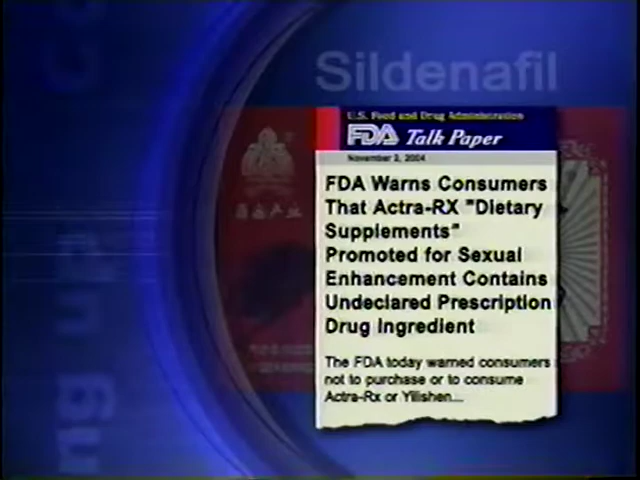 Sildenafil
U.S. Food and Drug Administration
FDA Talk Paper
November 2, 2004
FDA Warns Consumers
That Actra-RX "Dietary
Supplements"
Promoted for Sexual
Enhancement Contains
Undeclared Prescription
Drug Ingredient
The FDA today warned consumers
not to purchase or to consume
Actra-Rx or Yilishen...
ng up